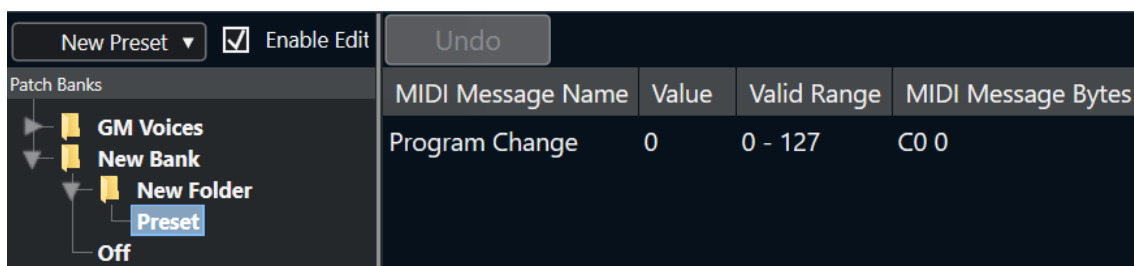 New Preset ▼ Enable Edit Undo
Patch Banks
MIDI Message Name Value Valid Range MIDI Message Bytes
GM Voices
Program Change 0 0 - 127 C0 0
New Bank
New Folder
Preset
Off